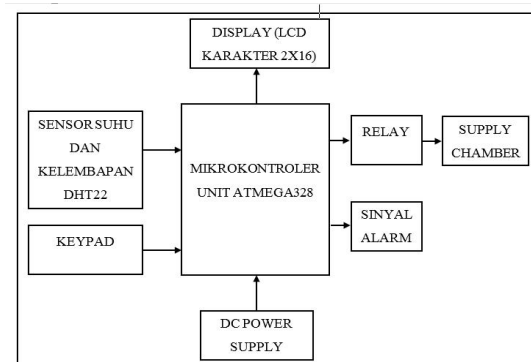 DISPLAY (LCD
KARAKTER 2X16)
SENSOR SUHU
DAN
KELEMBAPAN
DHT22
MIKROKONTROLER
UNIT ATMEGA328
RELAY
SUPPLY
CHAMBER
KEYPAD
SINYAL
ALARM
DC POWER
SUPPLY